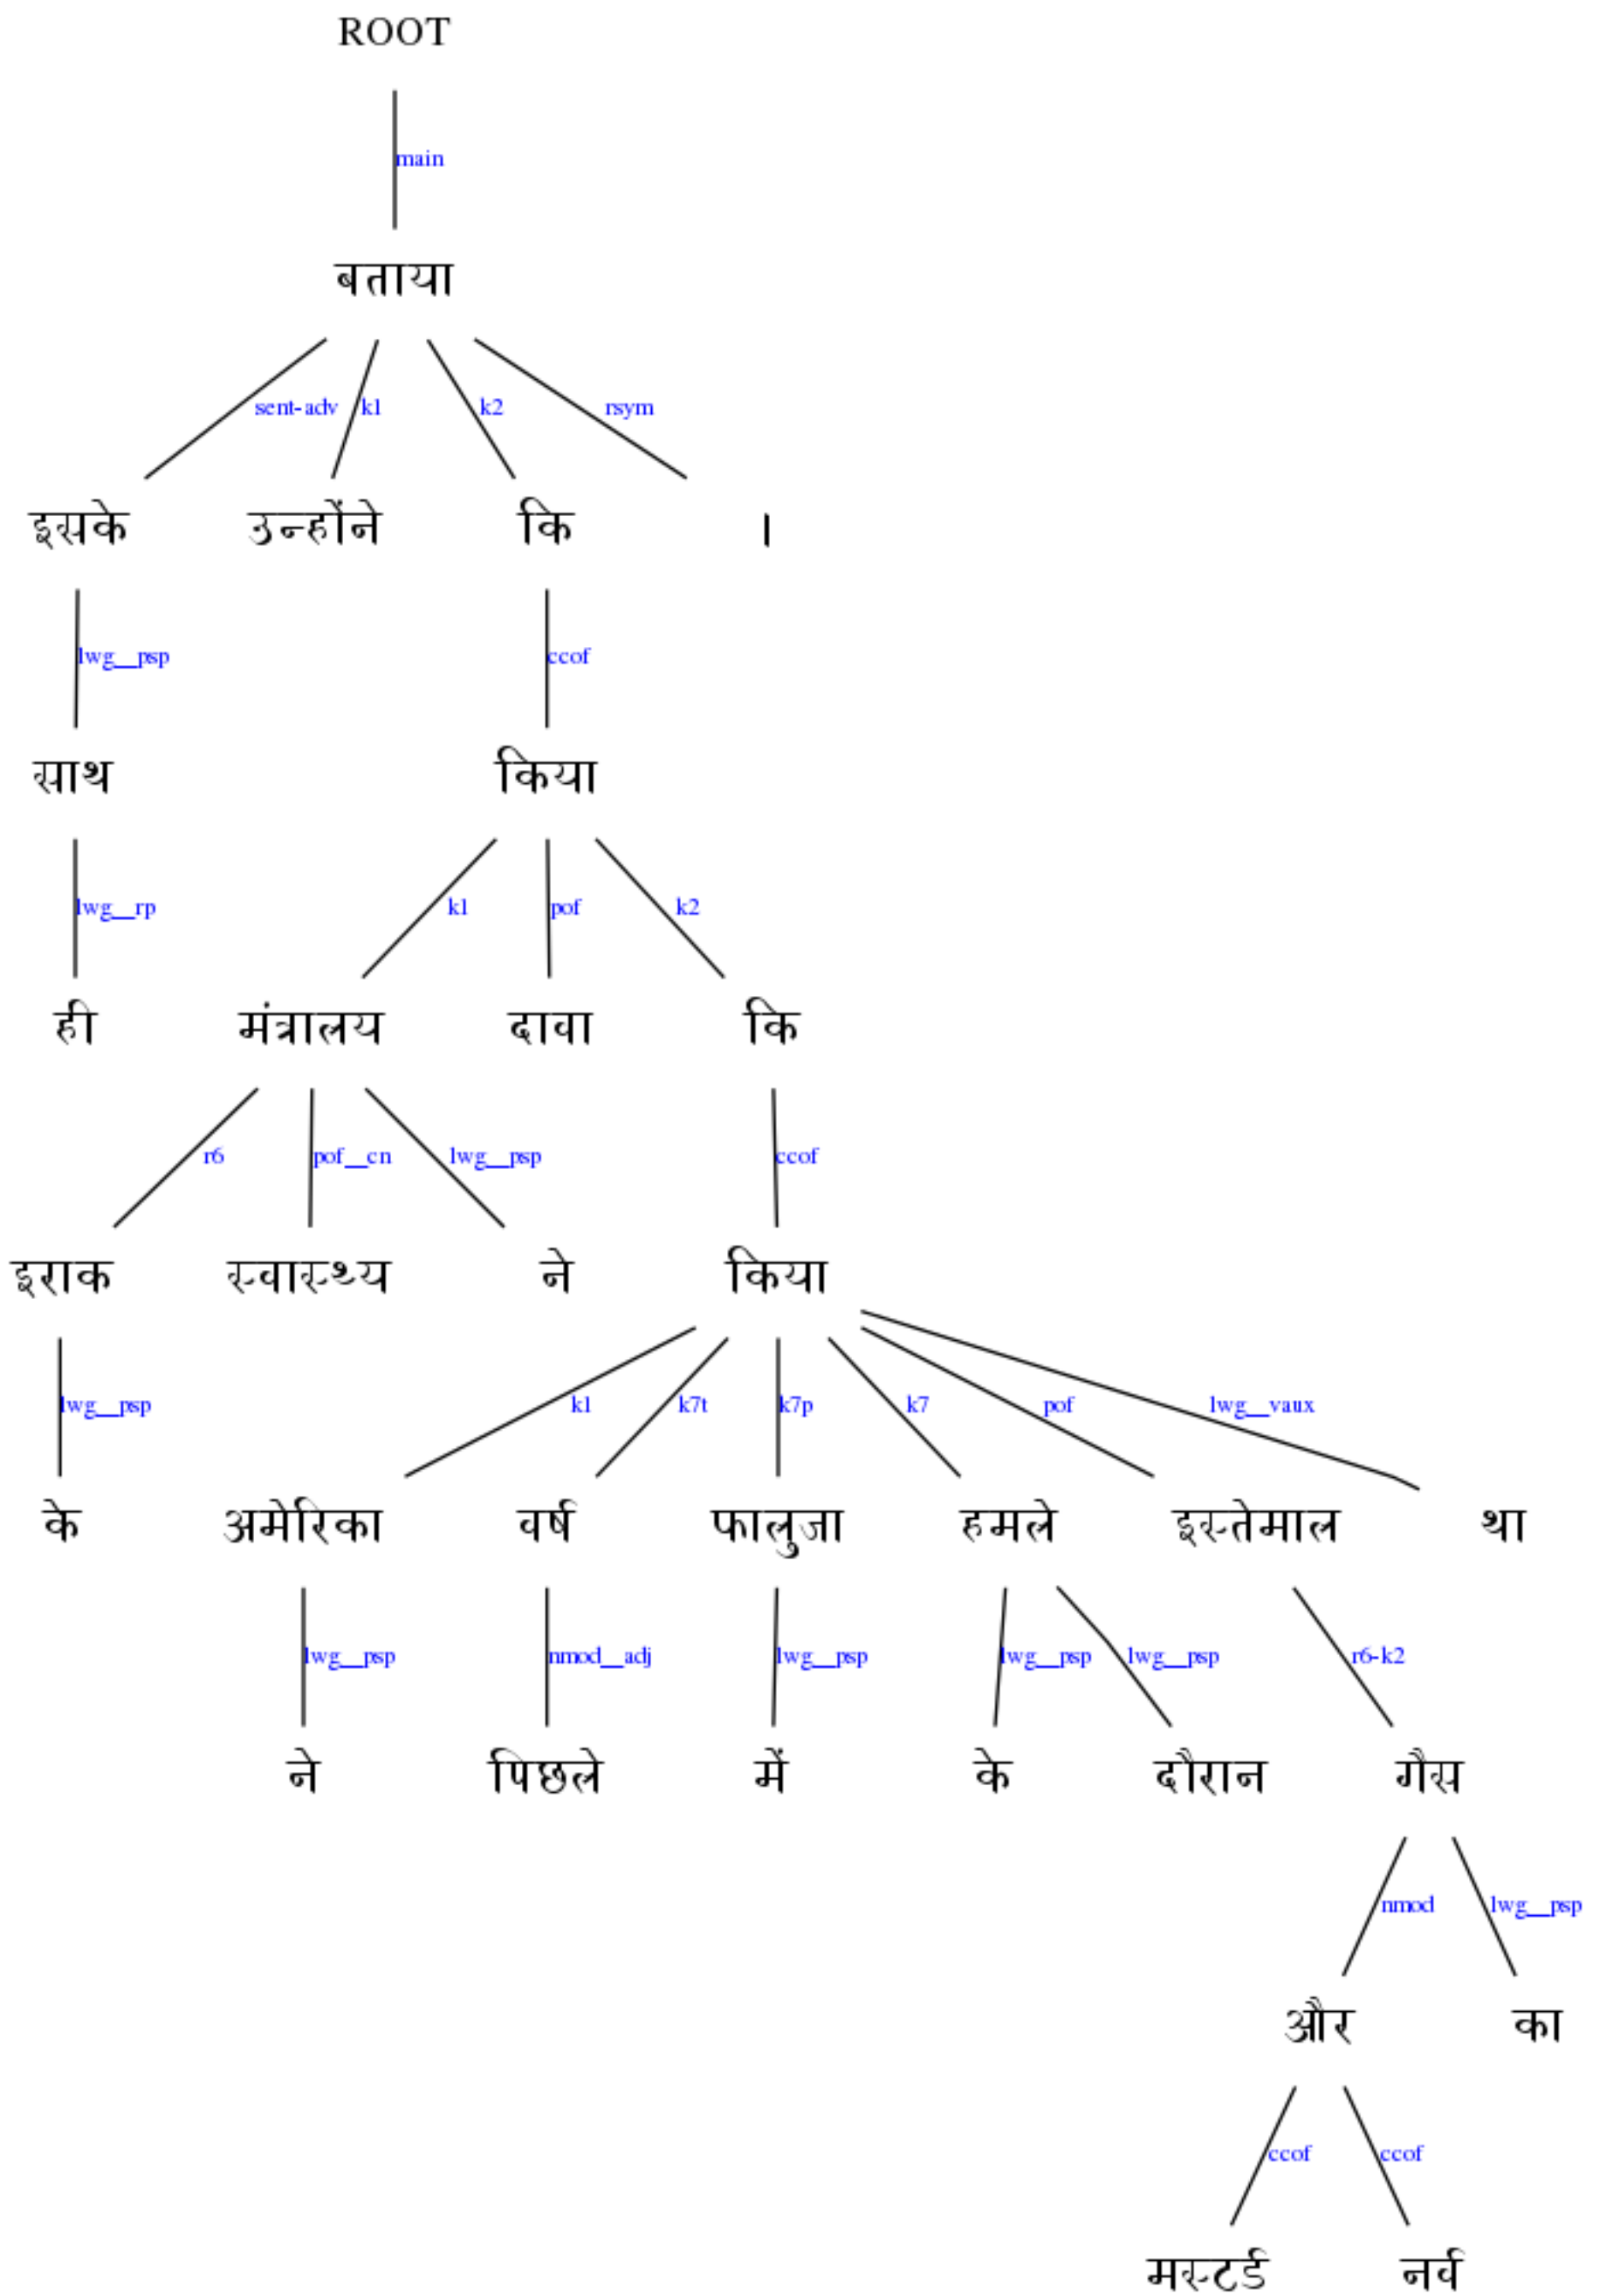 ROOT
main
बताया
sent-adv k1 k2 rsym
इसके उन्होंने कि ।
lwg__psp ccof
साथ किया
lwg__rp k1 pof k2
ही मंत्रालय दावा कि
r6 pof__cn lwg__psp ccof
इराक स्वास्थ्य ने किया
lwg__psp k1 k7t k7p k7 pof lwg__vaux
के अमेरिका वर्ष फालुजा हमले इस्तेमाल था
lwg__psp nmod__adj lwg__psp lwg__psp lwg__psp r6-k2
ने पिछले में के दौरान गैस
nmod lwg__psp
और का
ccof ccof
मस्टर्ड नर्व